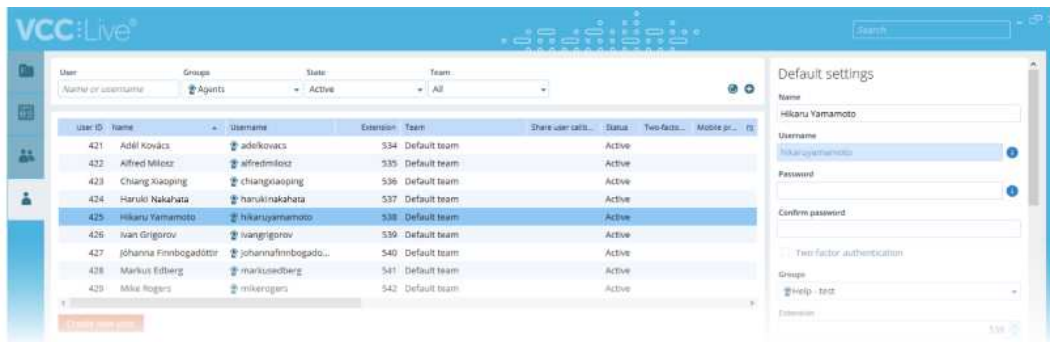 VCC:Live®
Search
User Groups State Team
Name or username Agents Active All
User ID Name Username Extension Team Share user callb... Status Two-facto... Mobile pr...
421 Adél Kovács adelkovacs 534 Default team Active
422 Alfred Milosz alfredmilosz 535 Default team Active
423 Chiang Xiaoping chiangxiaoping 536 Default team Active
424 Haruki Nakahata harukinakahata 537 Default team Active
425 Hikaru Yamamoto hikaruyamamoto 538 Default team Active
426 Ivan Grigorov ivangrigorov 539 Default team Active
427 Jóhanna Finnbogadóttir johannafinnbogado... 540 Default team Active
428 Markus Edberg markusedberg 541 Default team Active
429 Mike Rogers mikerogers 542 Default team Active
Create new user
Default settings
Name
Hikaru Yamamoto
Username
hikaruyamamoto
Password
Confirm password
Two factor authentication
Groups
Help - test
Extension
538